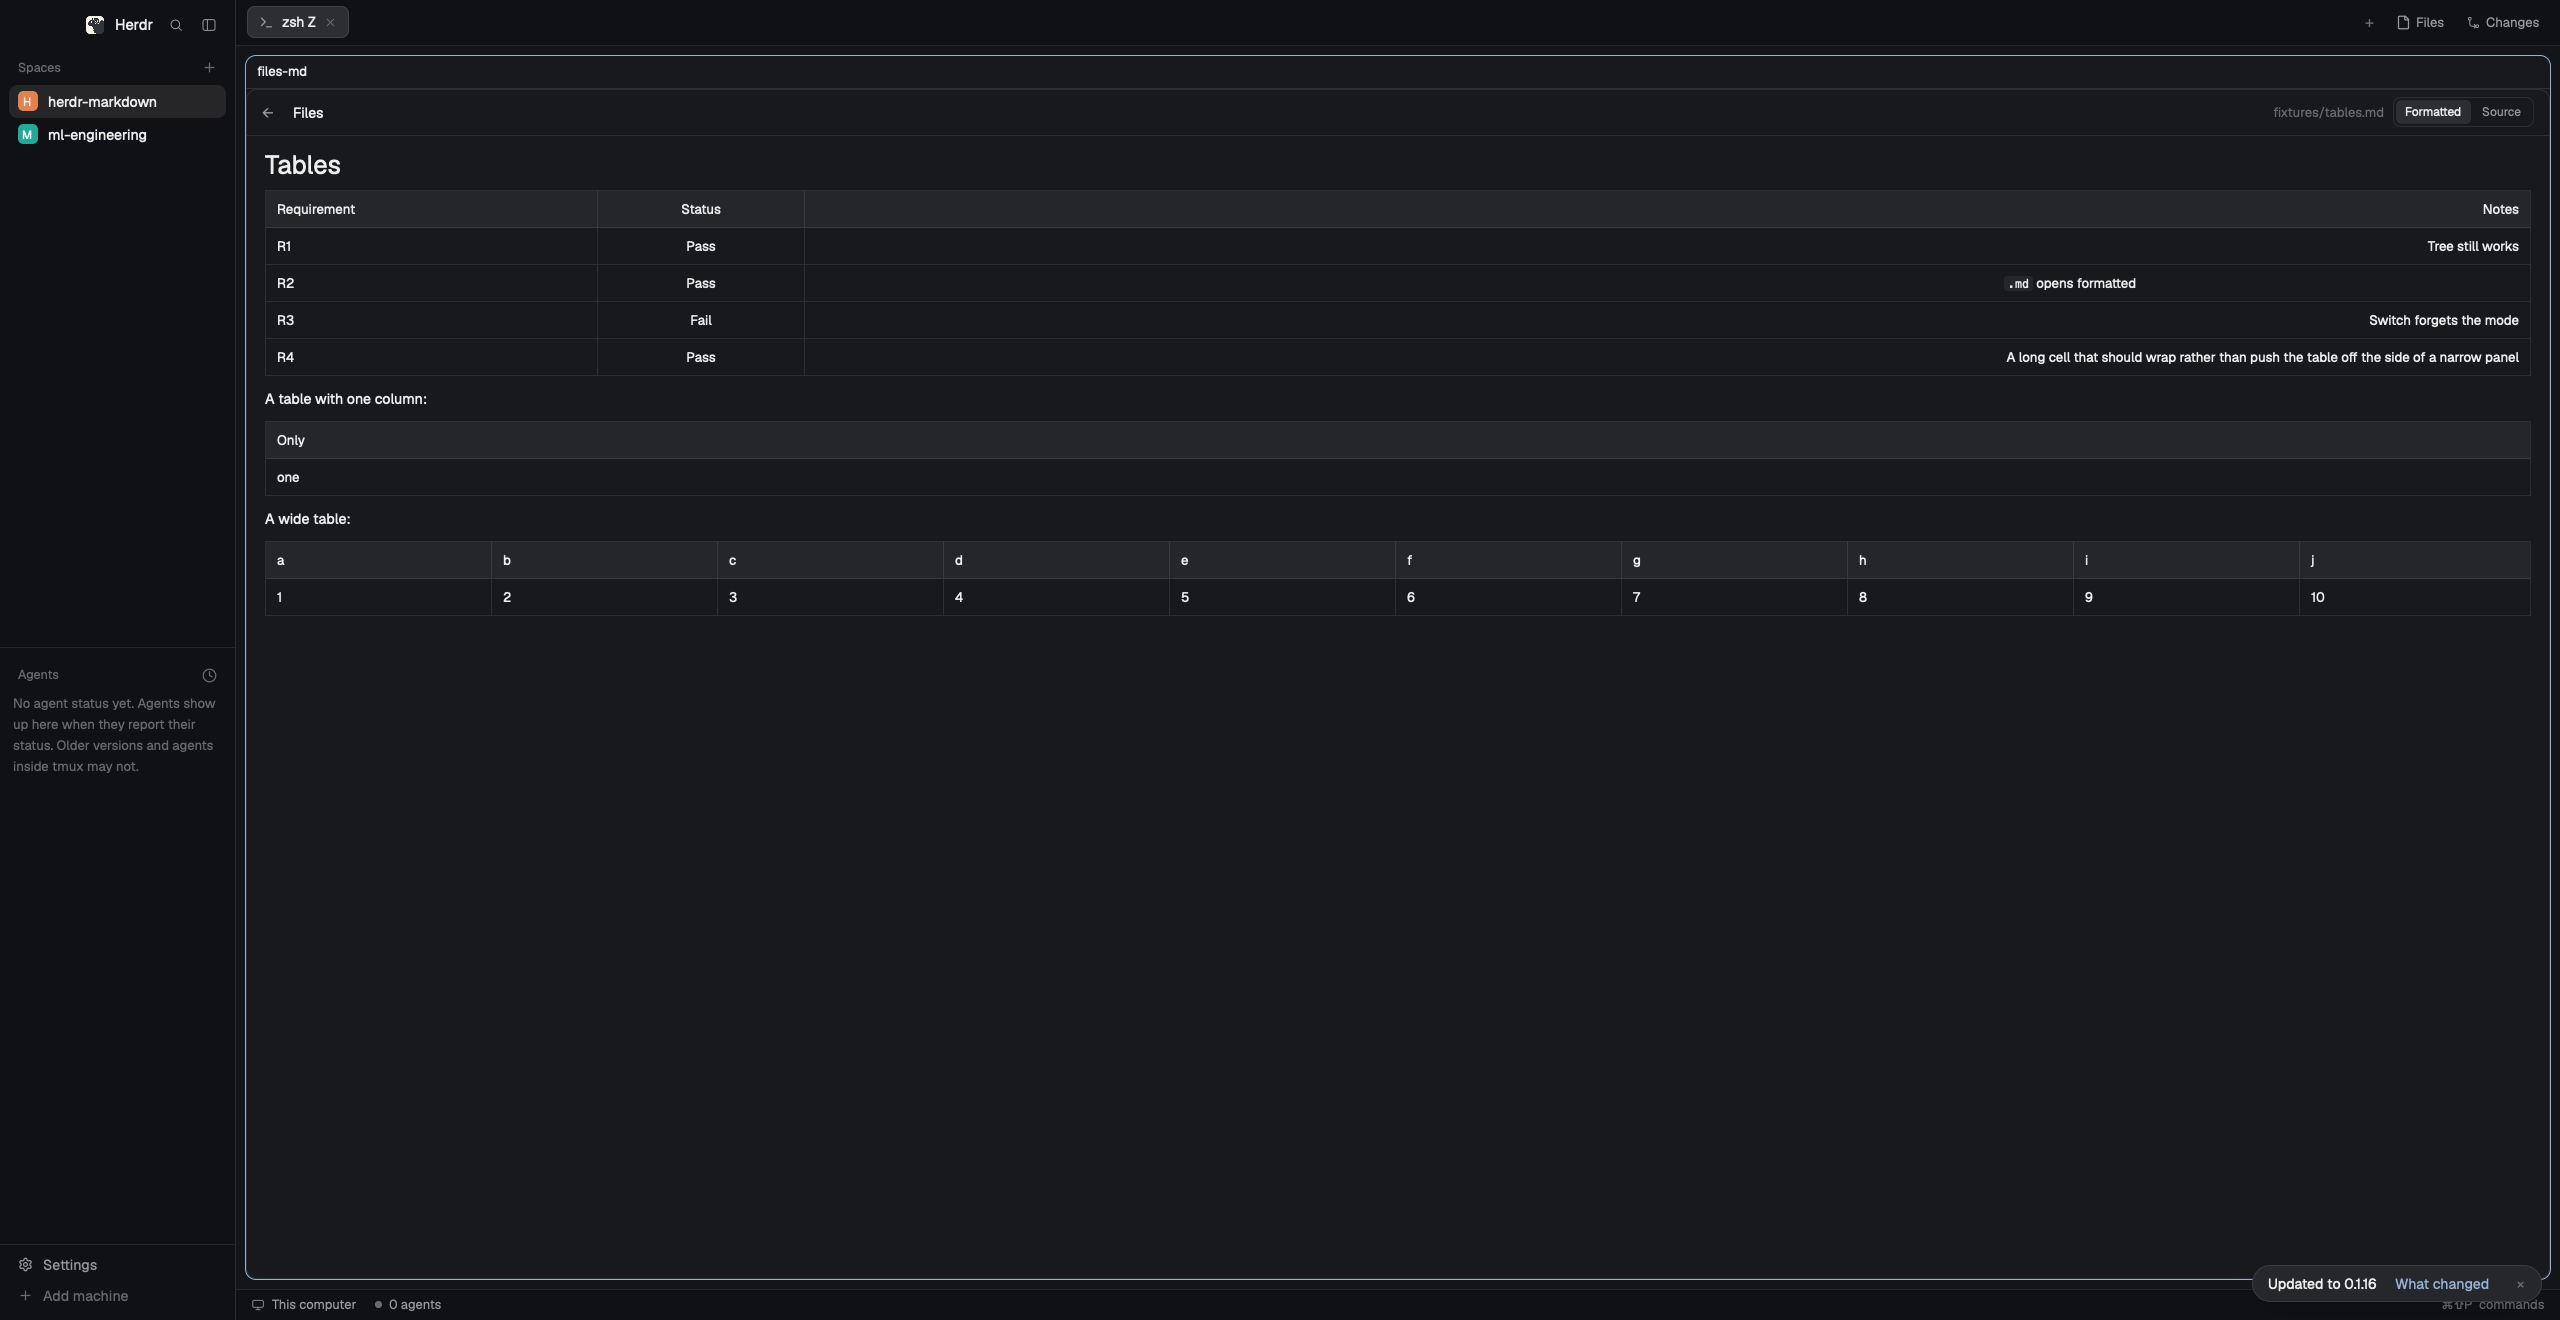 Herdr
Spaces
H herdr-markdown
M ml-engineering
Agents
No agent status yet. Agents show
up here when they report their
status. Older versions and agents
inside tmux may not.
Settings
Add machine
zsh Z
Files
Changes
files-md
Files
fixtures/tables.md
Formatted
Source
Tables
Requirement Status Notes
R1 Pass Tree still works
R2 Pass .md opens formatted
R3 Fail Switch forgets the mode
R4 Pass A long cell that should wrap rather than push the table off the side of a narrow panel
A table with one column:
Only
one
A wide table:
a b c d e f g h i j
1 2 3 4 5 6 7 8 9 10
Updated to 0.1.16 What changed
This computer 0 agents
⌘⇧P commands